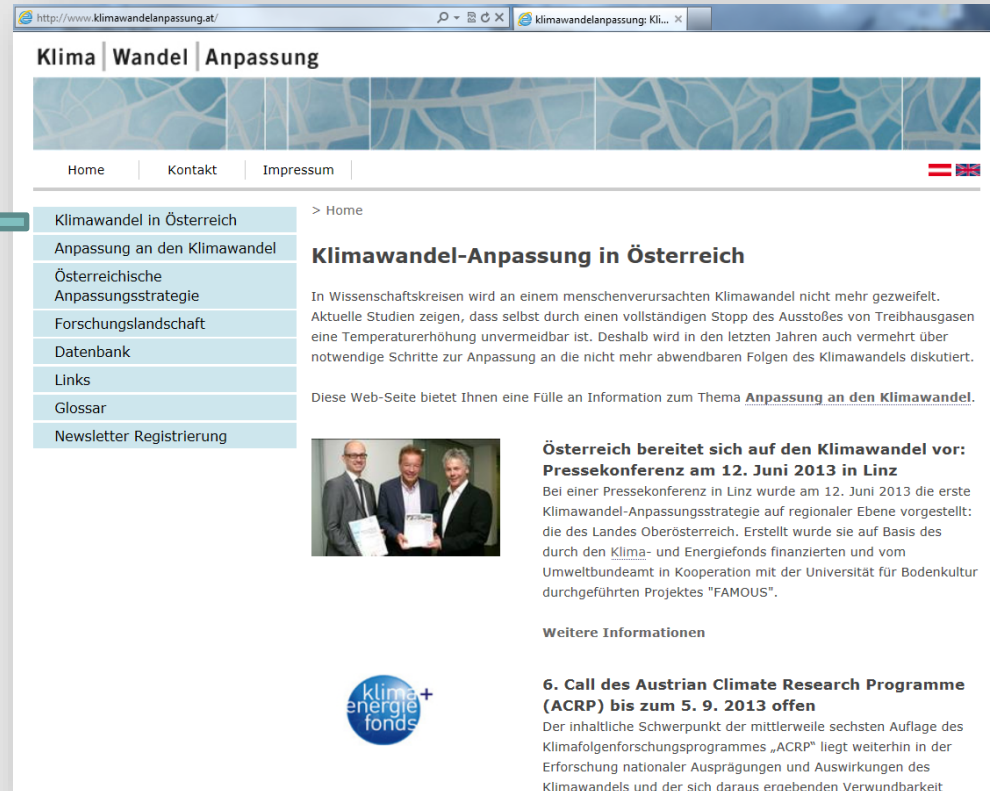 http://www.klimawandelanpassung.at/
klimawandelanpassung: Kli...
Klima | Wandel | Anpassung
Home Kontakt Impressum
Klimawandel in Österreich
Anpassung an den Klimawandel
Österreichische
Anpassungsstrategie
Forschungslandschaft
Datenbank
Links
Glossar
Newsletter Registrierung
> Home
Klimawandel-Anpassung in Österreich
In Wissenschaftskreisen wird an einem menschenverursachten Klimawandel nicht mehr gezweifelt.
Aktuelle Studien zeigen, dass selbst durch einen vollständigen Stopp des Ausstoßes von Treibhausgasen
eine Temperaturerhöhung unvermeidbar ist. Deshalb wird in den letzten Jahren auch vermehrt über
notwendige Schritte zur Anpassung an die nicht mehr abwendbaren Folgen des Klimawandels diskutiert.
Diese Web-Seite bietet Ihnen eine Fülle an Information zum Thema Anpassung an den Klimawandel.
Österreich bereitet sich auf den Klimawandel vor:
Pressekonferenz am 12. Juni 2013 in Linz
Bei einer Pressekonferenz in Linz wurde am 12. Juni 2013 die erste
Klimawandel-Anpassungsstrategie auf regionaler Ebene vorgestellt:
die des Landes Oberösterreich. Erstellt wurde sie auf Basis des
durch den Klima- und Energiefonds finanzierten und vom
Umweltbundeamt in Kooperation mit der Universität für Bodenkultur
durchgeführten Projektes "FAMOUS".
Weitere Informationen
klima+
energie
fonds
6. Call des Austrian Climate Research Programme
(ACRP) bis zum 5. 9. 2013 offen
Der inhaltliche Schwerpunkt der mittlerweile sechsten Auflage des
Klimafolgenforschungsprogrammes „ACRP" liegt weiterhin in der
Erforschung nationaler Ausprägungen und Auswirkungen des
Klimawandels und der sich daraus ergebenden Verwundbarkeit